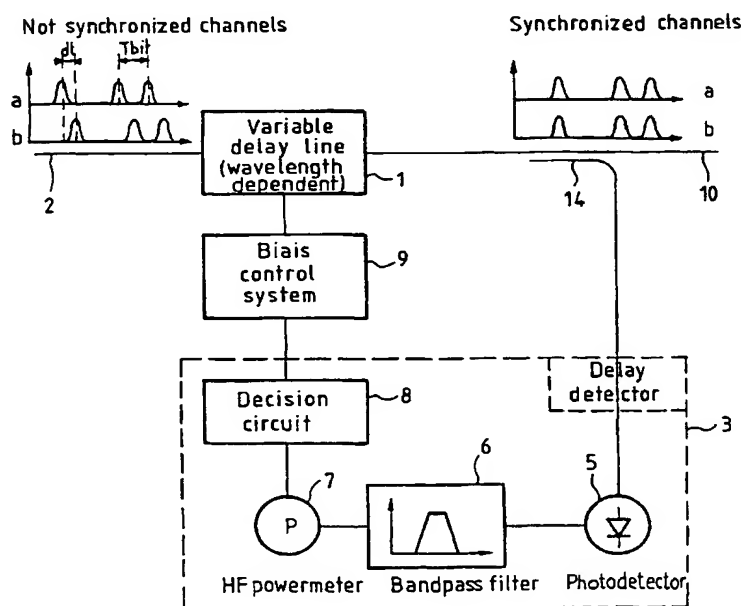 Not synchronized channels
Synchronized channels
dt
Tbit
a
b
a
b
Variable
delay line
(wavelength
dependent)
2
1
14
10
Biais
control
system
9
Decision
circuit
8
Delay
detector
3
7
6
5
P
HF powermeter
Bandpass filter
Photodetector